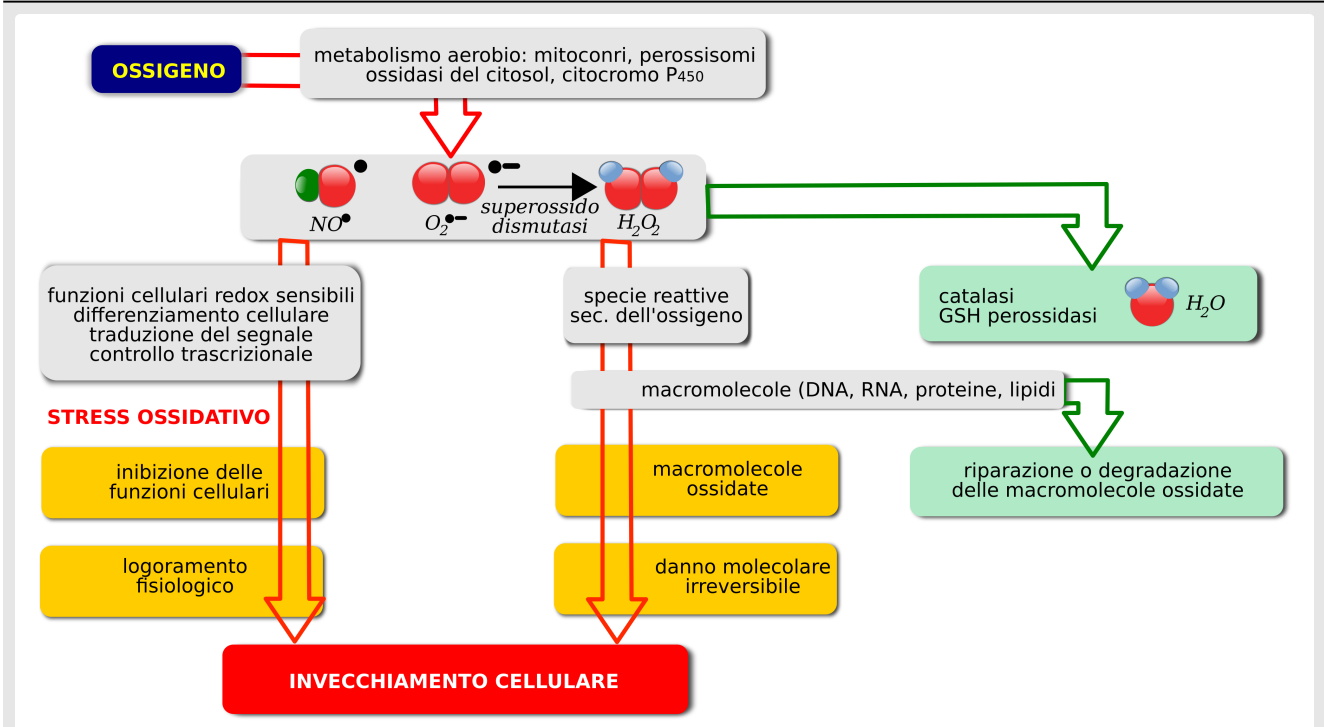 OSSIGENO
metabolismo aerobio: mitoconri, perossisomi
ossidasi del citosol, citocromo P450
NO•
O2•–
superossido
dismutasi
H2O2
funzioni cellulari redox sensibili
differenziamento cellulare
traduzione del segnale
controllo trascrizionale
specie reattive
sec. dell'ossigeno
catalasi
GSH perossidasi
H2O
macromolecole (DNA, RNA, proteine, lipidi
STRESS OSSIDATIVO
inibizione delle
funzioni cellulari
macromolecole
ossidate
riparazione o degradazione
delle macromolecole ossidate
logoramento
fisiologico
danno molecolare
irreversibile
INVECCHIAMENTO CELLULARE